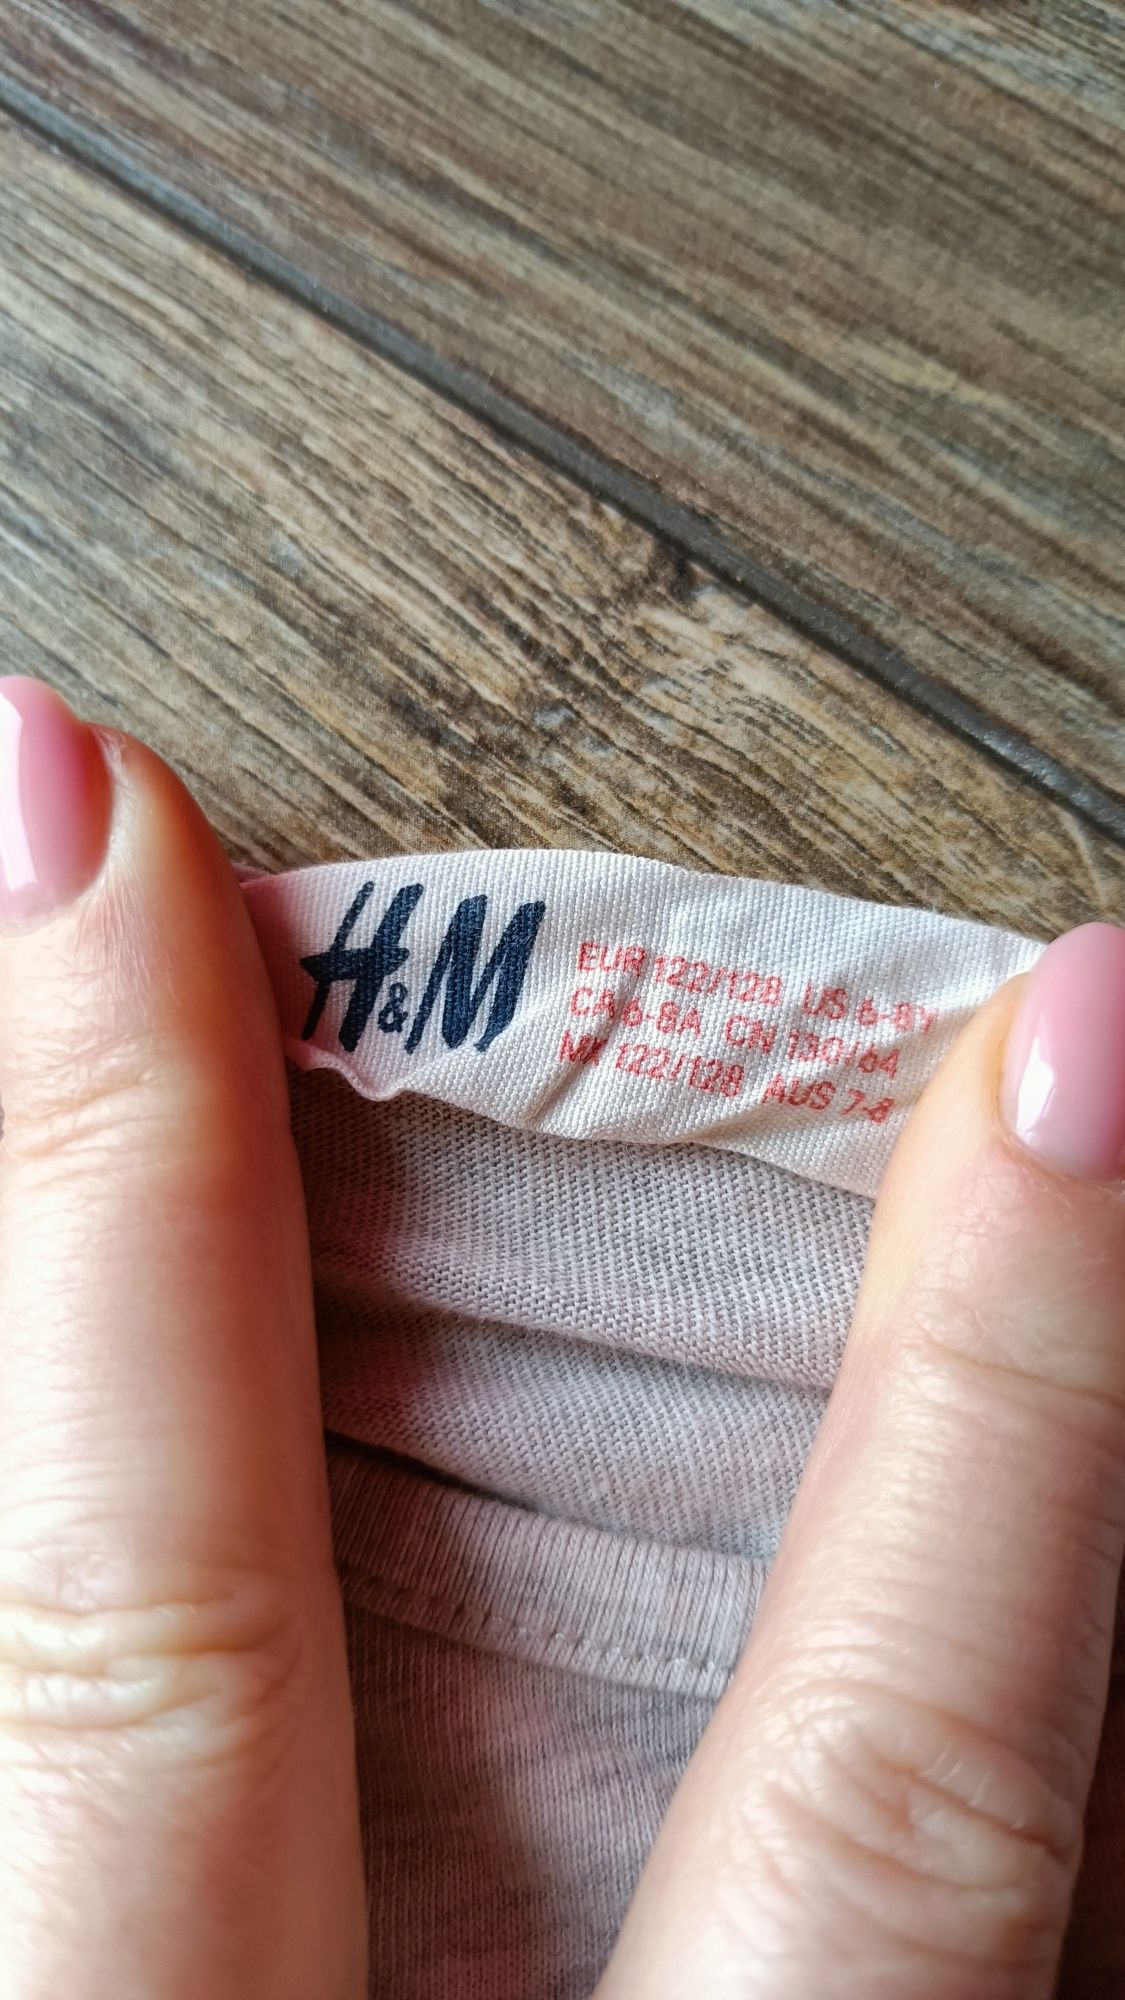 H&M
EUR 122/128 US 6-8Y
CA 6-8A CN 130/64
MX 122/128 AUS 7-8